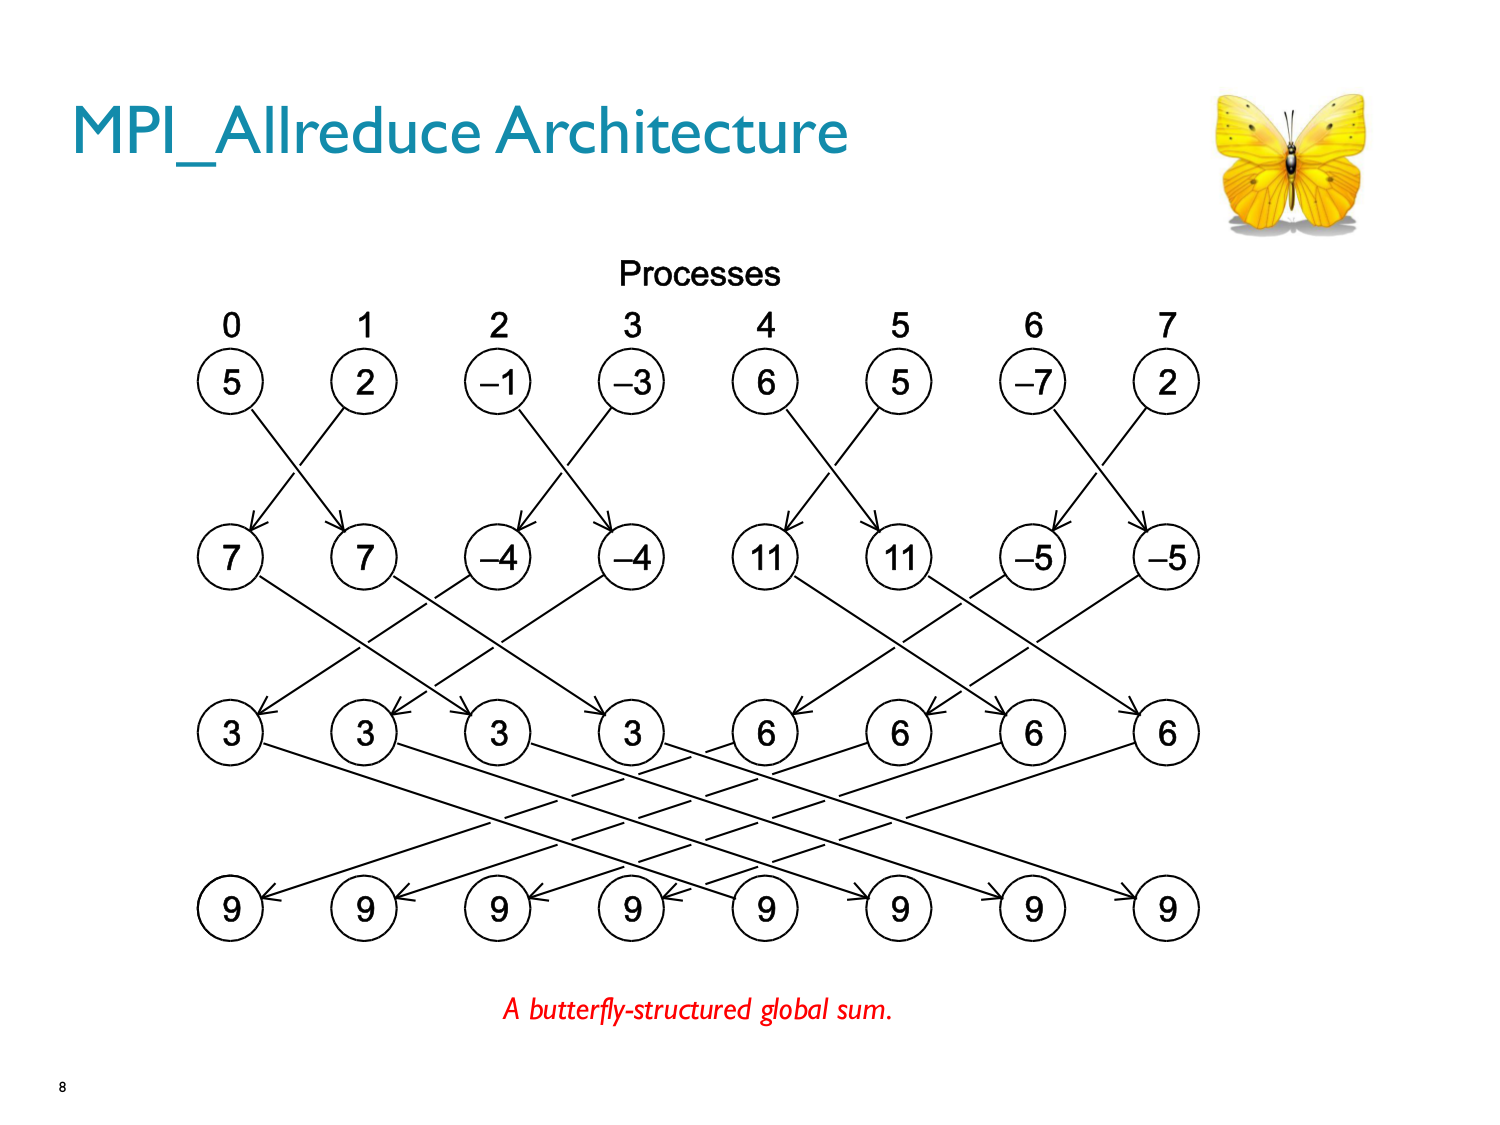 MPI_Allreduce Architecture
Processes
0 1 2 3 4 5 6 7
5 2 –1 –3 6 5 –7 2
7 7 –4 –4 11 11 –5 –5
3 3 3 3 6 6 6 6
9 9 9 9 9 9 9 9
A butterfly-structured global sum.
8